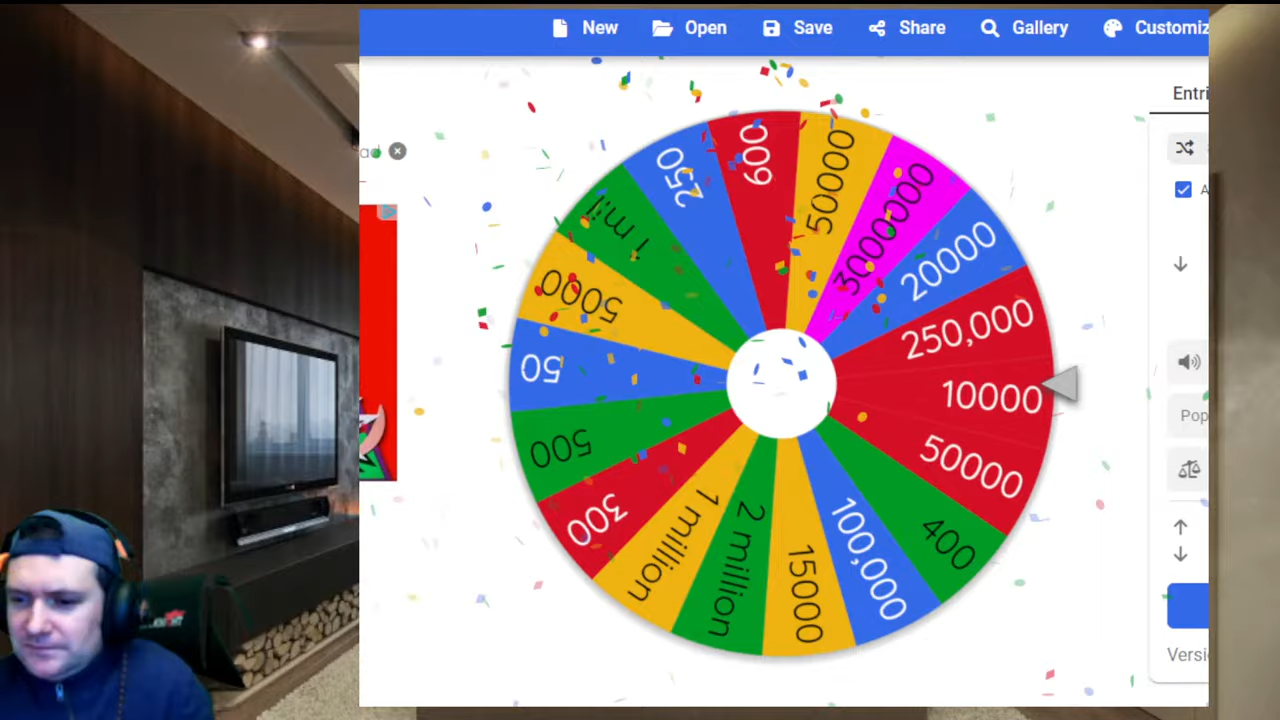 New
Open
Save
Share
Gallery
Customiz
Entri
ad
A
600
50000
3000000
20000
250,000
10000
50000
400
100,000
15000
2 million
1 million
300
500
50
5000
1 mil
250
Pop
Versi